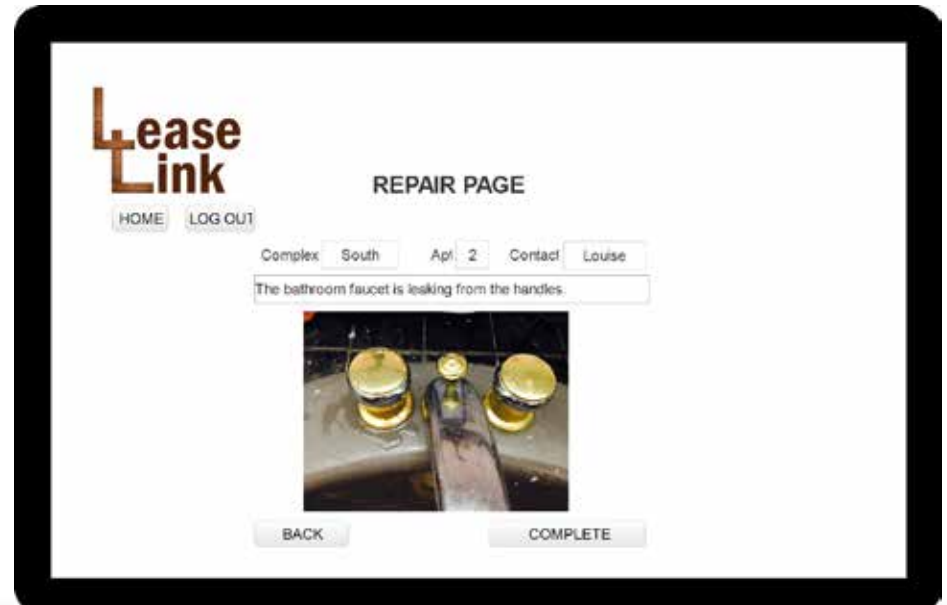 Lease
Link
REPAIR PAGE
HOME LOG OUT
Complex South Apt 2 Contact Louise
The bathroom faucet is leaking from the handles.
BACK COMPLETE